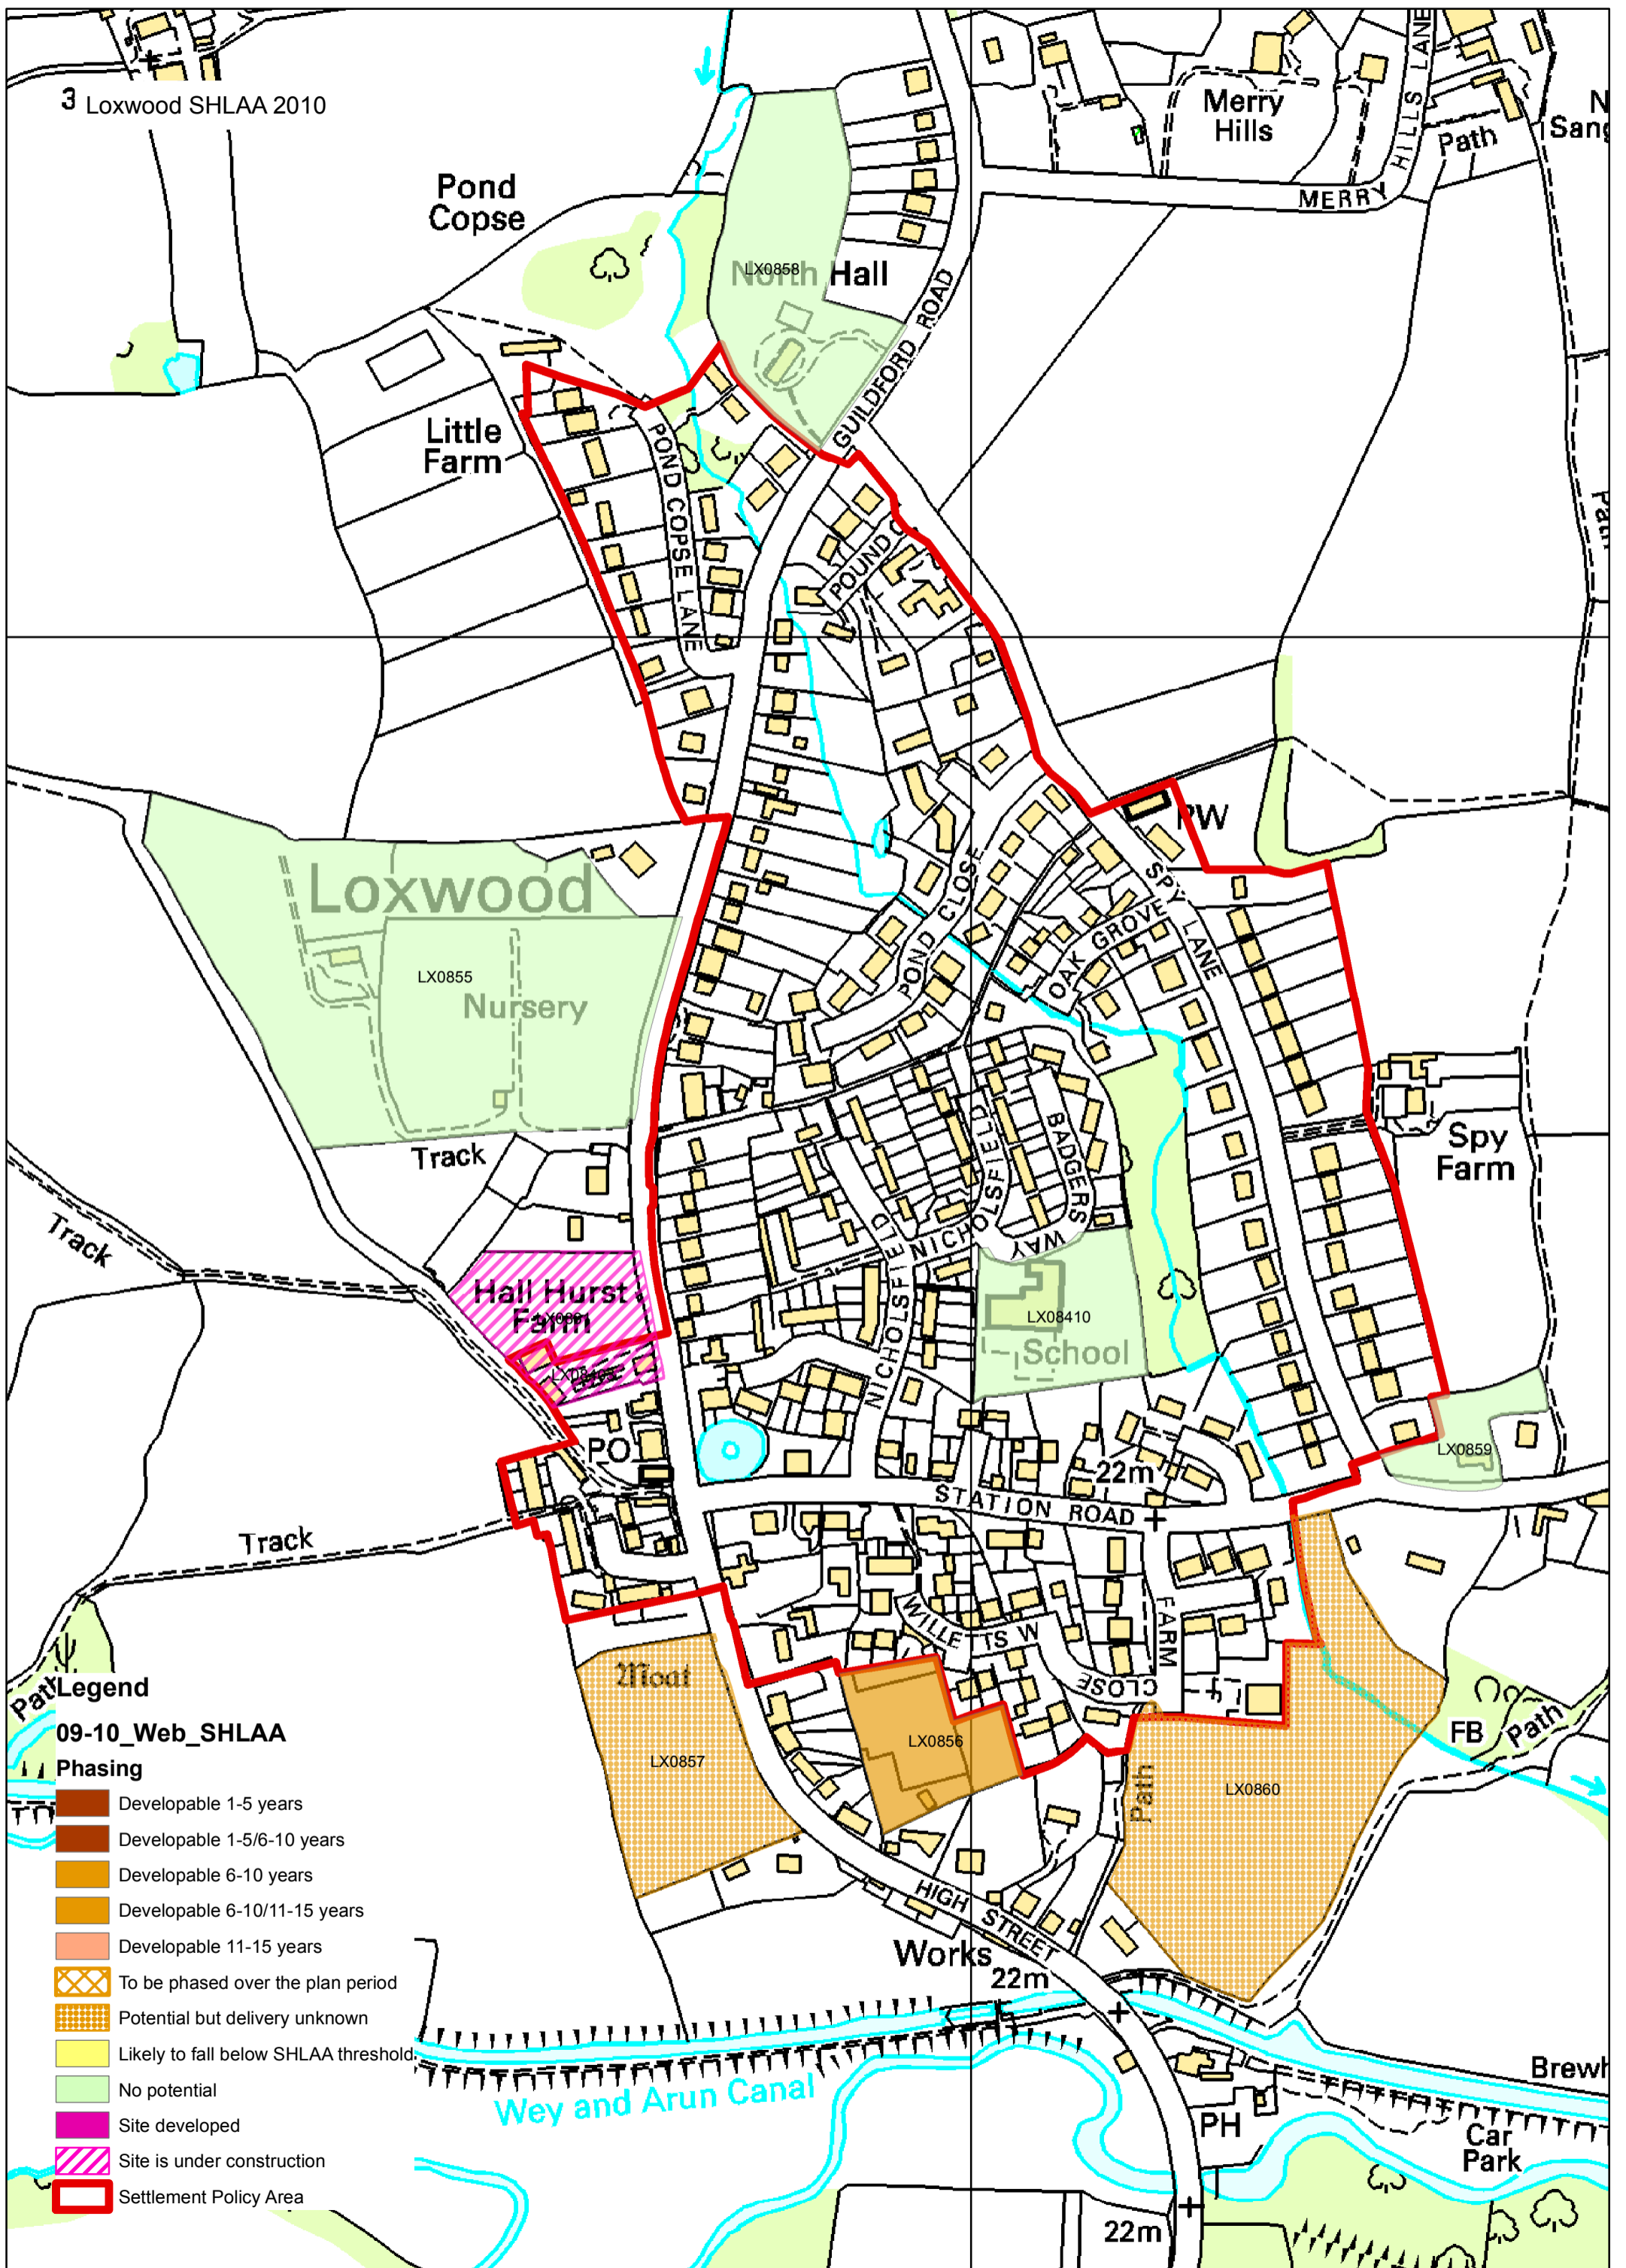 3 Loxwood SHLAA 2010
Pond
Copse
North Hall
LX0858
GUILDFORD ROAD
Merry
Hills
MERRY HILLS LANE
Path
Little
Farm
POND COPSE LANE
POUND
PW
SPY LANE
Loxwood
LX0855
Nursery
POND CLOSE
OAK GROVE
Track
Track
Spy
Farm
NICHOLSFIELD
BADGERS
WAY
NICHOLSFIELD
Hall Hurst
Farm
LX08410
School
NICHOLSFIELD
PO
LX0859
22m
STATION ROAD
Track
FARM
CLOSE
Moat
LX0857
LX0856
LX0860
Path
FB
Path
Path
HIGH STREET
Works
22m
Wey and Arun Canal
PH
Car
Park
22m
Legend
09-10_Web_SHLAA
Phasing
Developable 1-5 years
Developable 1-5/6-10 years
Developable 6-10 years
Developable 6-10/11-15 years
Developable 11-15 years
To be phased over the plan period
Potential but delivery unknown
Likely to fall below SHLAA threshold
No potential
Site developed
Site is under construction
Settlement Policy Area